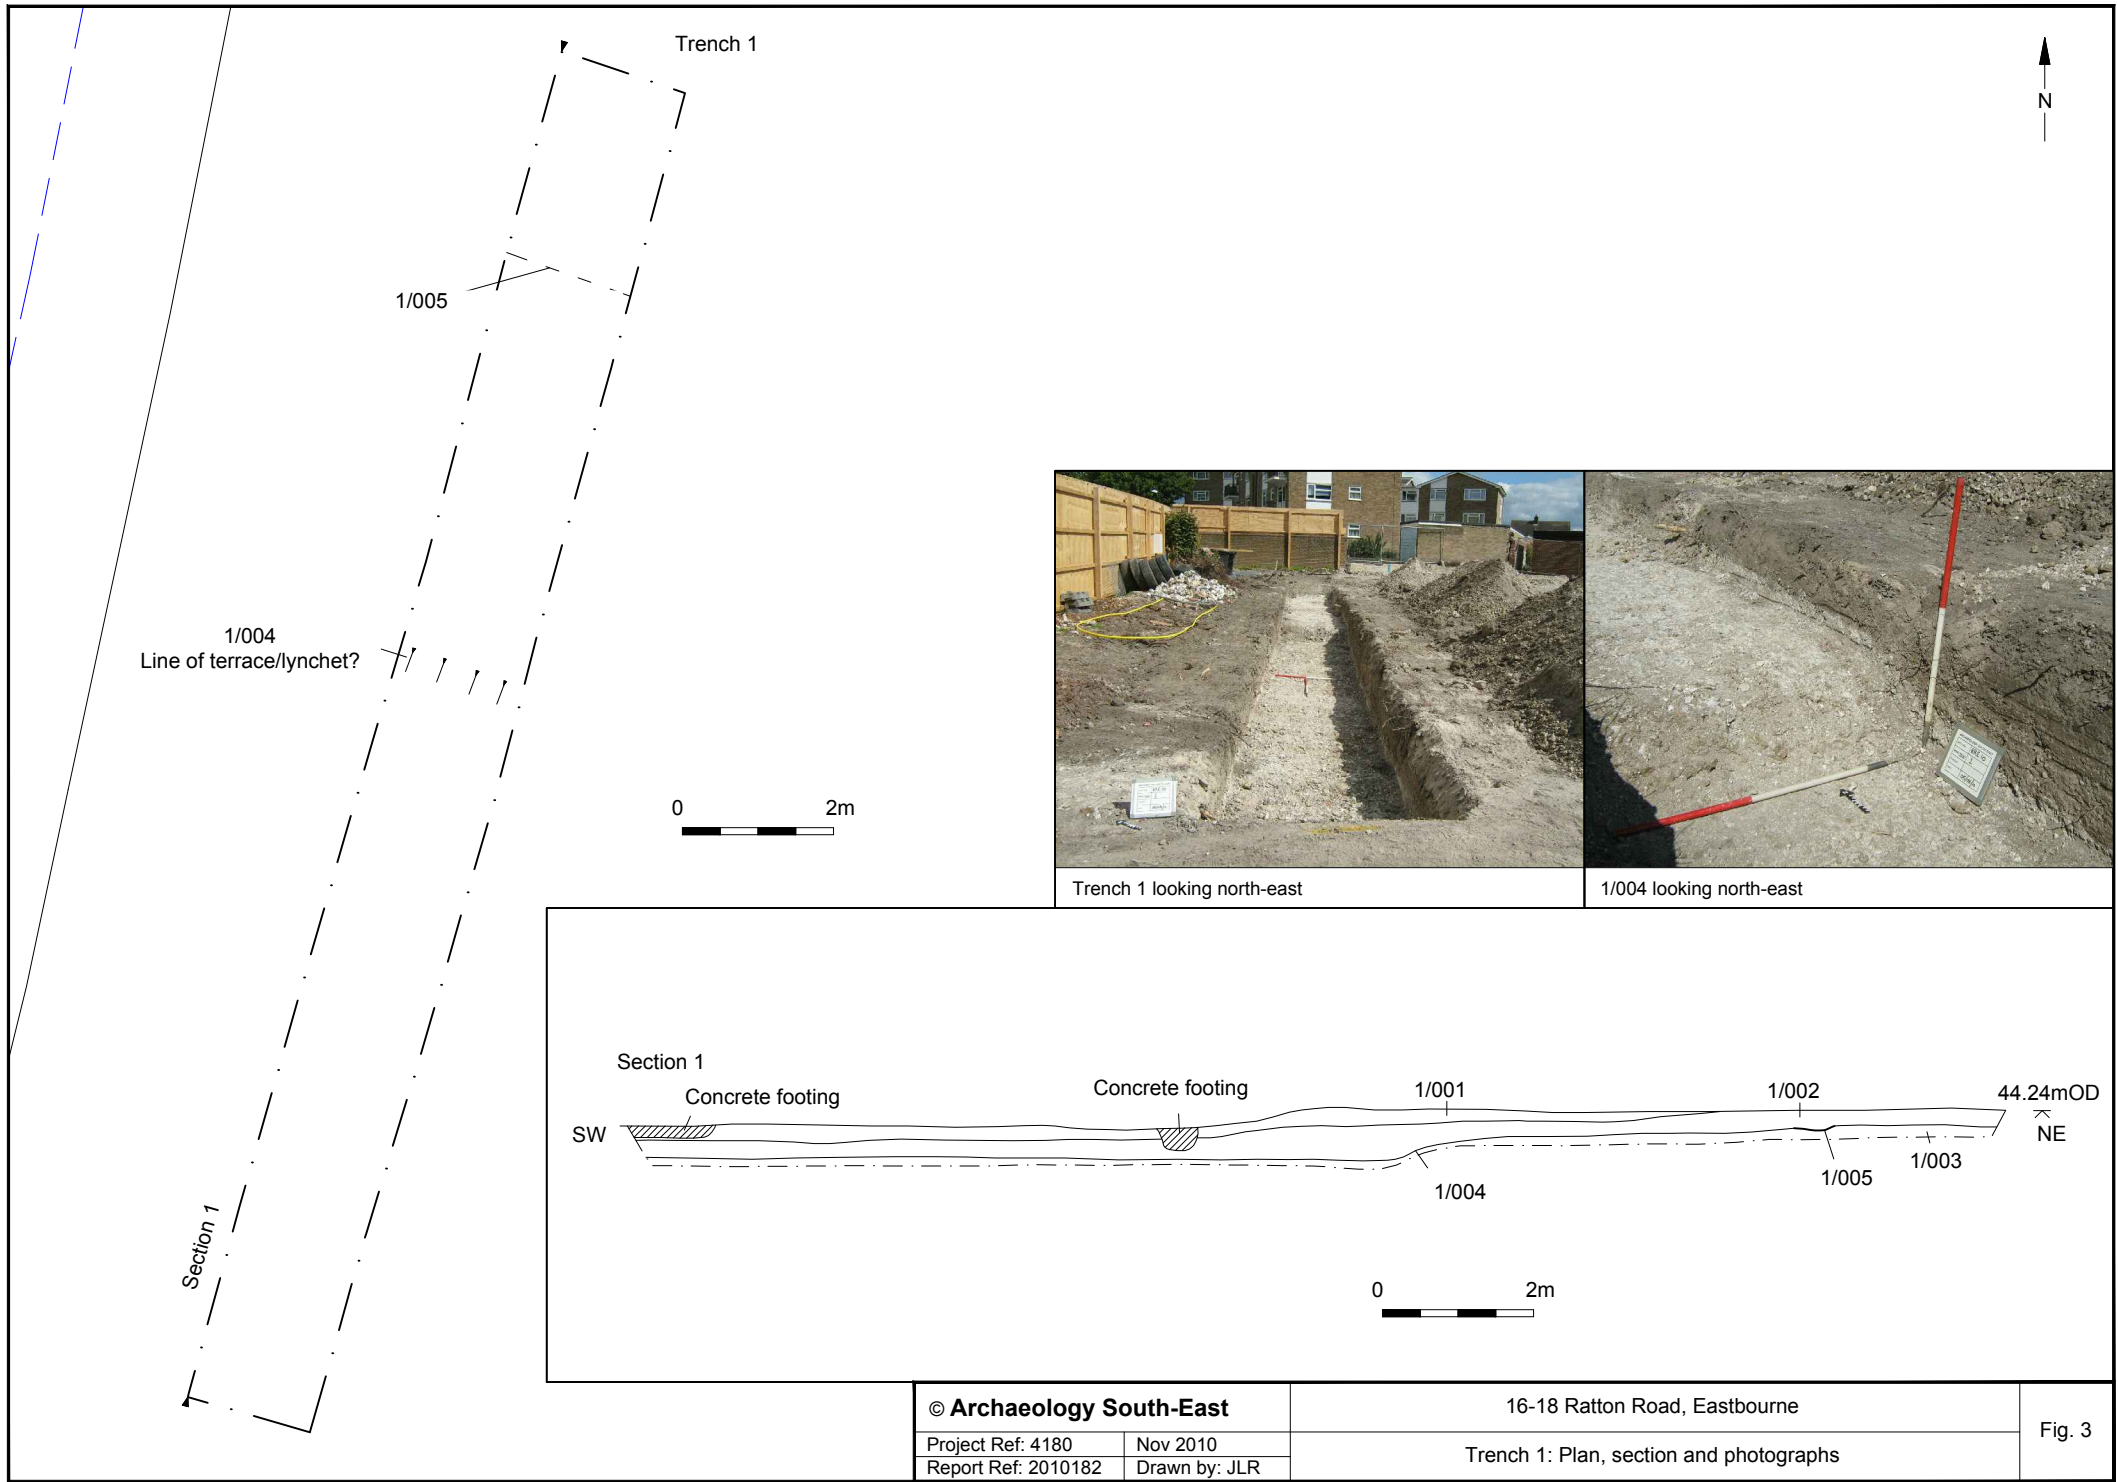 Trench 1
N
1/005
1/004
Line of terrace/lynchet?
0 2m
Section 1
Trench 1 looking north-east
1/004 looking north-east
Section 1
Concrete footing
Concrete footing
1/001
1/002
44.24mOD
SW
NE
1/003
1/005
1/004
0 2m
© Archaeology South-East
16-18 Ratton Road, Eastbourne
Fig. 3
Project Ref: 4180
Nov 2010
Trench 1: Plan, section and photographs
Report Ref: 2010182
Drawn by: JLR